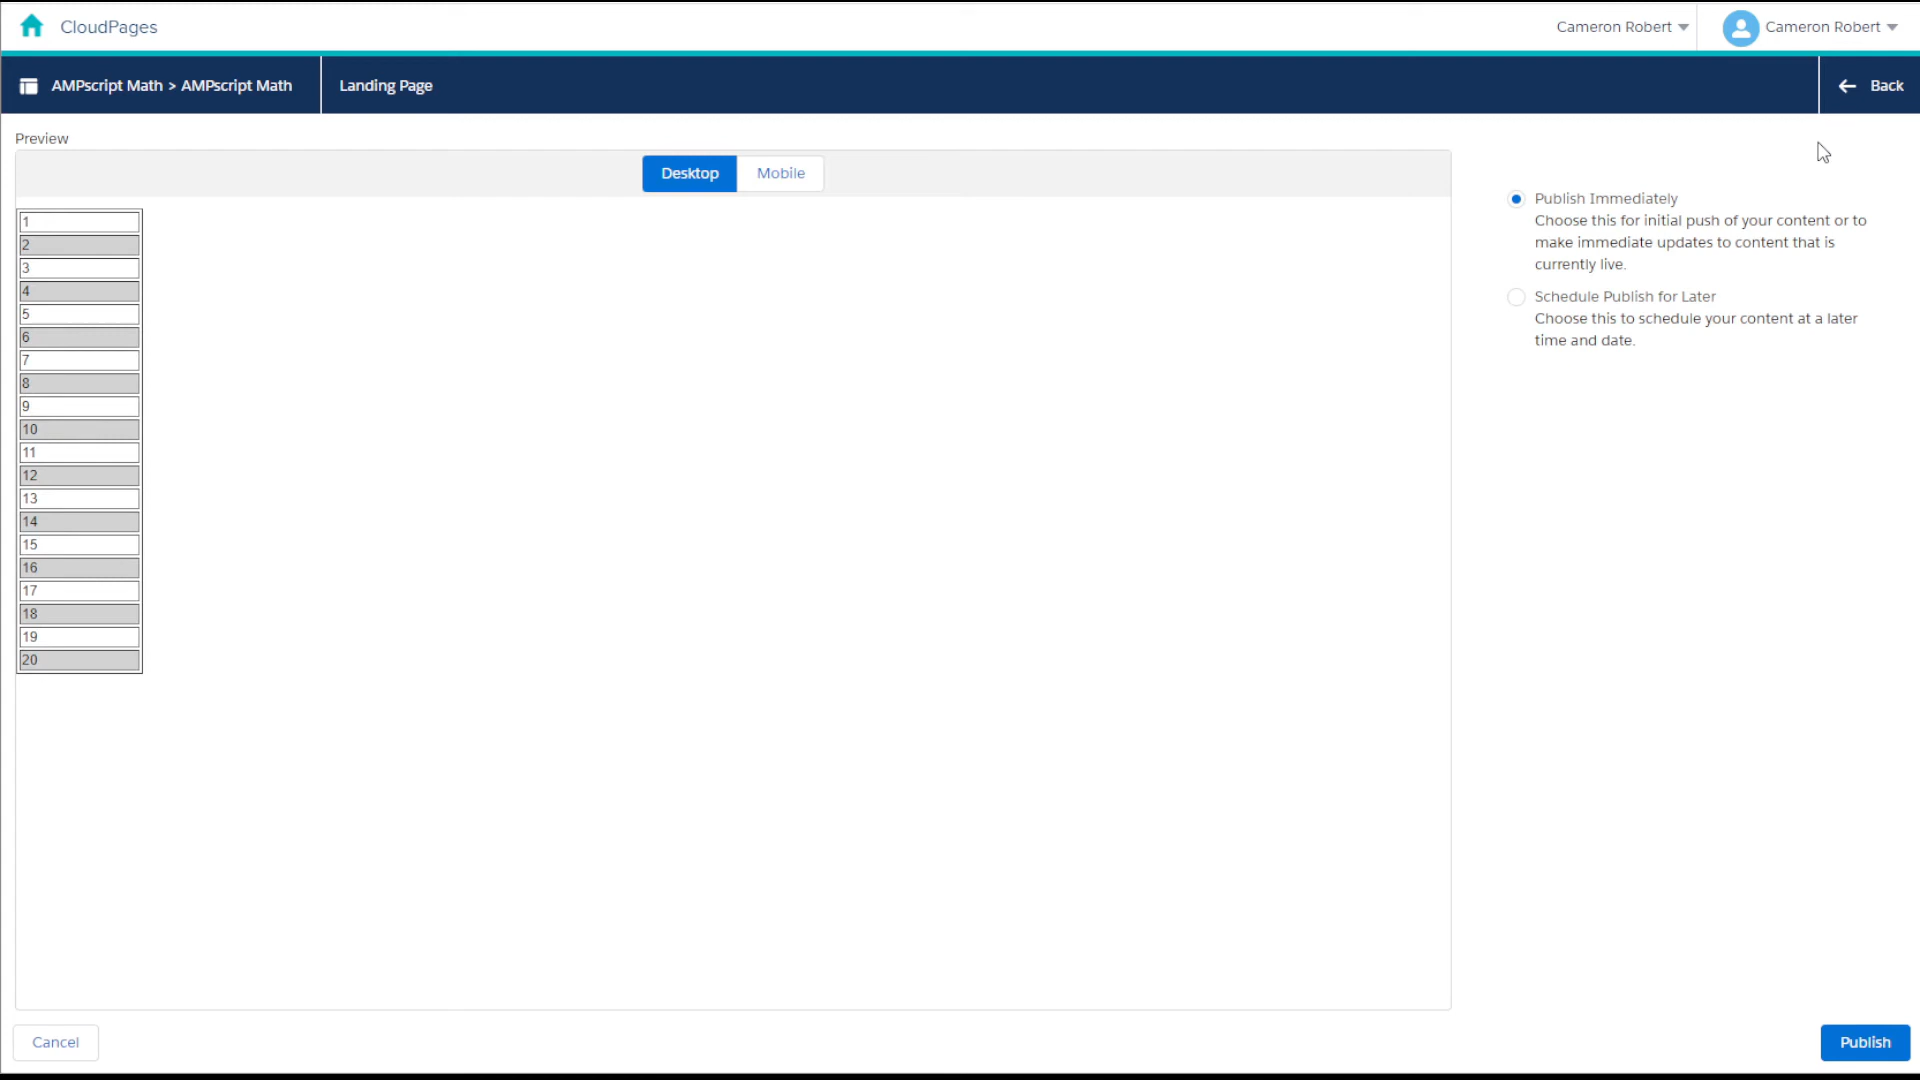 CloudPages
Cameron Robert
Cameron Robert
AMPscript Math > AMPscript Math
Landing Page
Back
Preview
Desktop
Mobile
1
2
3
4
5
6
7
8
9
10
11
12
13
14
15
16
17
18
19
20
Publish Immediately
Choose this for initial push of your content or to
make immediate updates to content that is
currently live.
Schedule Publish for Later
Choose this to schedule your content at a later
time and date.
Cancel
Publish